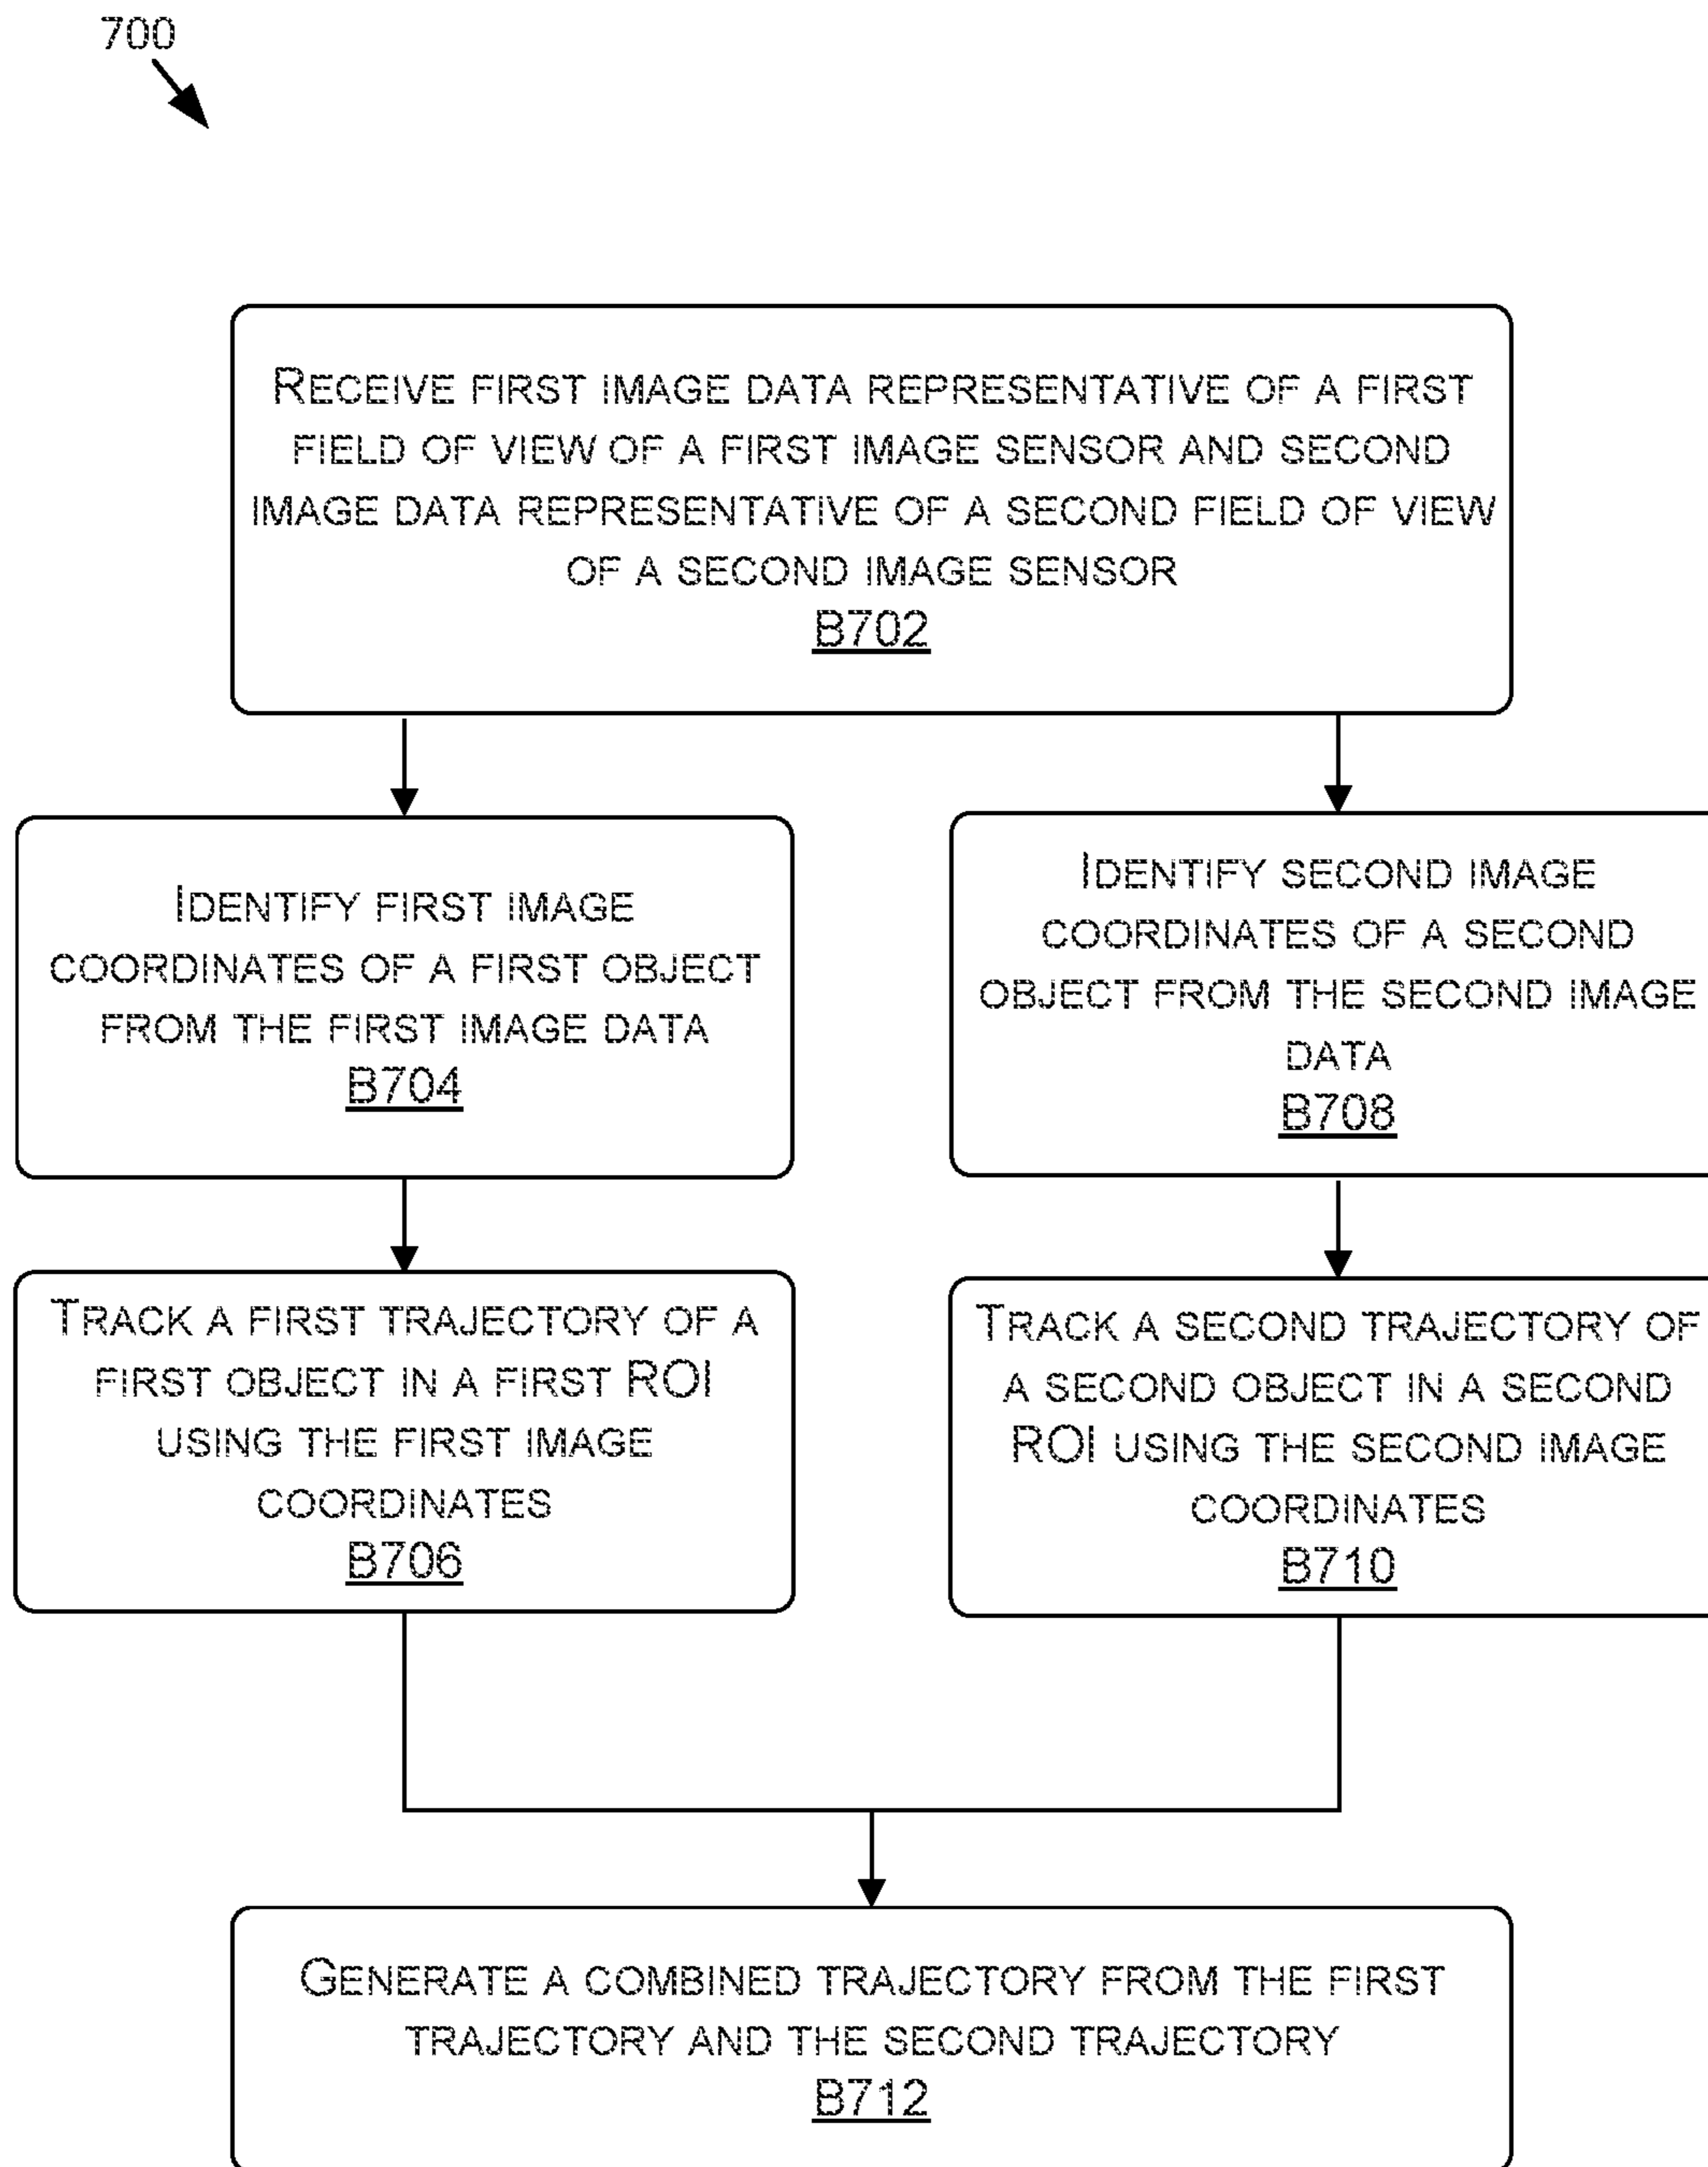 700
RECEIVE FIRST IMAGE DATA REPRESENTATIVE OF A FIRST
FIELD OF VIEW OF A FIRST IMAGE SENSOR AND SECOND
IMAGE DATA REPRESENTATIVE OF A SECOND FIELD OF VIEW
OF A SECOND IMAGE SENSOR
B702
IDENTIFY FIRST IMAGE
COORDINATES OF A FIRST OBJECT
FROM THE FIRST IMAGE DATA
B704
IDENTIFY SECOND IMAGE
COORDINATES OF A SECOND
OBJECT FROM THE SECOND IMAGE
DATA
B708
TRACK A FIRST TRAJECTORY OF A
FIRST OBJECT IN A FIRST ROI
USING THE FIRST IMAGE
COORDINATES
B706
TRACK A SECOND TRAJECTORY OF
A SECOND OBJECT IN A SECOND
ROI USING THE SECOND IMAGE
COORDINATES
B710
GENERATE A COMBINED TRAJECTORY FROM THE FIRST
TRAJECTORY AND THE SECOND TRAJECTORY
B712